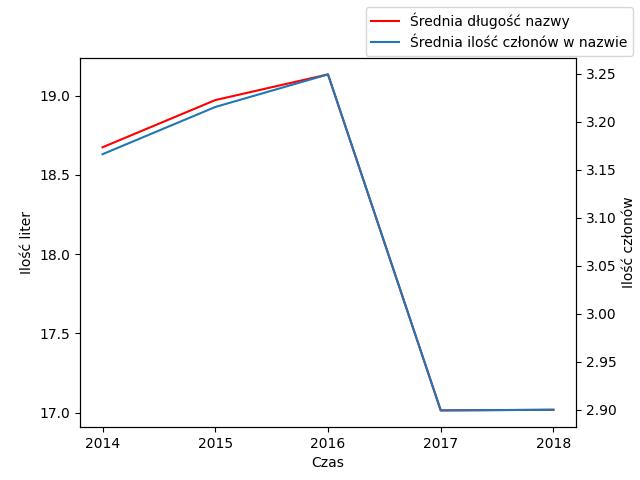 Średnia długość nazwy
Średnia ilość członów w nazwie
19.0
18.5
18.0
17.5
17.0
Ilość liter
3.25
3.20
3.15
3.10
3.05
3.00
2.95
2.90
Ilość członów
2014 2015 2016 2017 2018
Czas